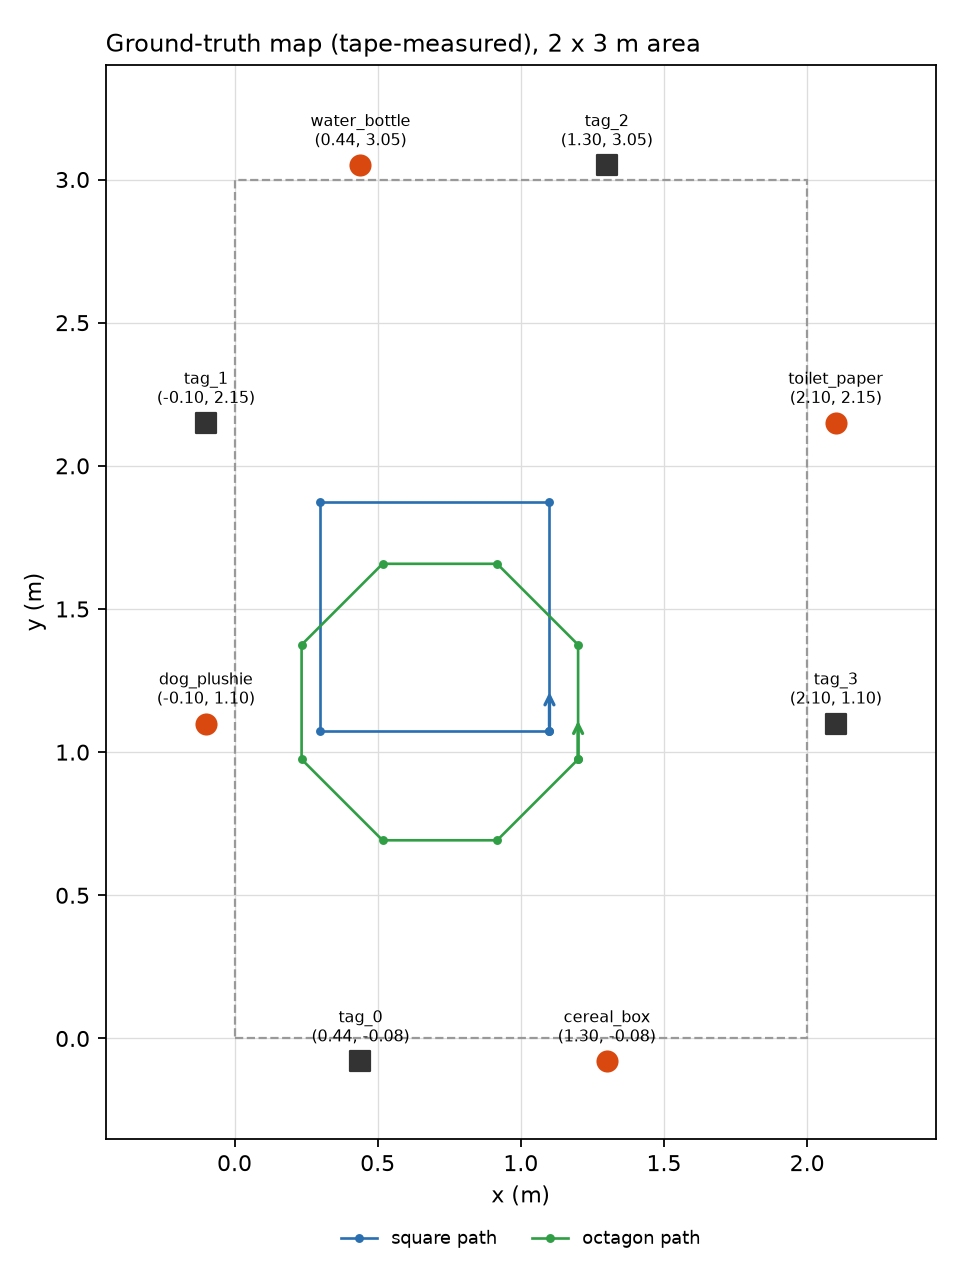 Ground-truth map (tape-measured), 2 x 3 m area
water_bottle
(0.44, 3.05)
tag_2
(1.30, 3.05)
3.0
2.5
tag_1
(-0.10, 2.15)
toilet_paper
(2.10, 2.15)
2.0
y (m)
1.5
dog_plushie
(-0.10, 1.10)
tag_3
(2.10, 1.10)
1.0
0.5
tag_0
(0.44, -0.08)
cereal_box
(1.30, -0.08)
0.0
0.0 0.5 1.0 1.5 2.0
x (m)
square path octagon path